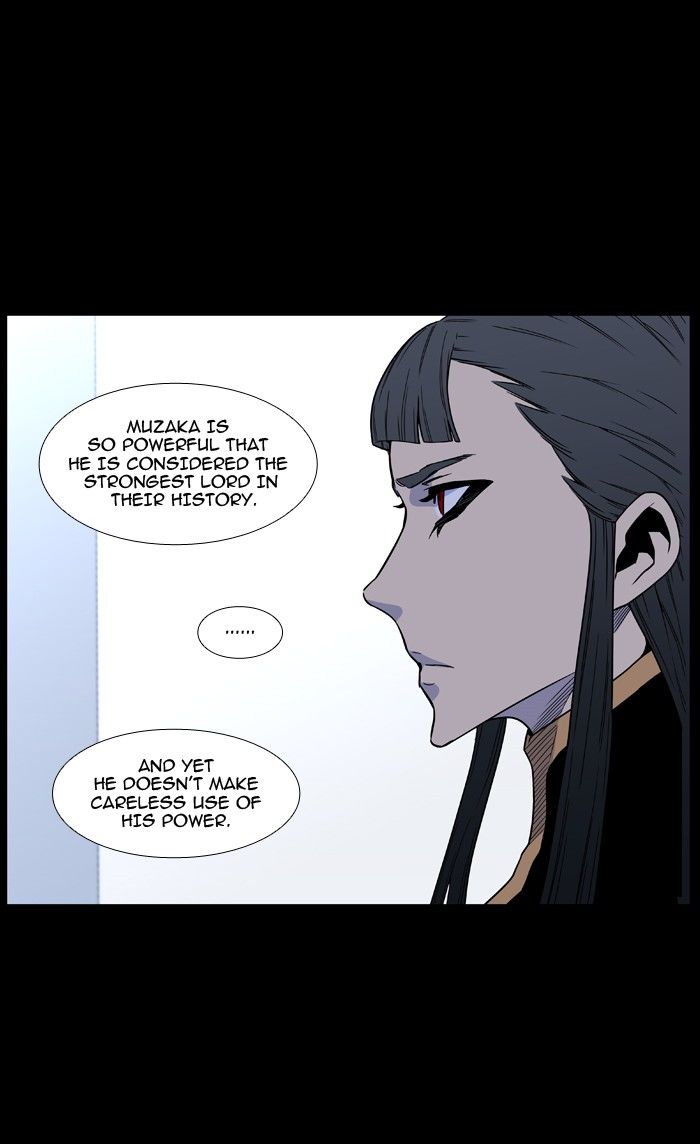 MUZAKA IS
SO POWERFUL THAT
HE IS CONSIDERED THE
STRONGEST LORD IN
THEIR HISTORY.
......
AND YET
HE DOESN'T MAKE
CARELESS USE OF
HIS POWER.